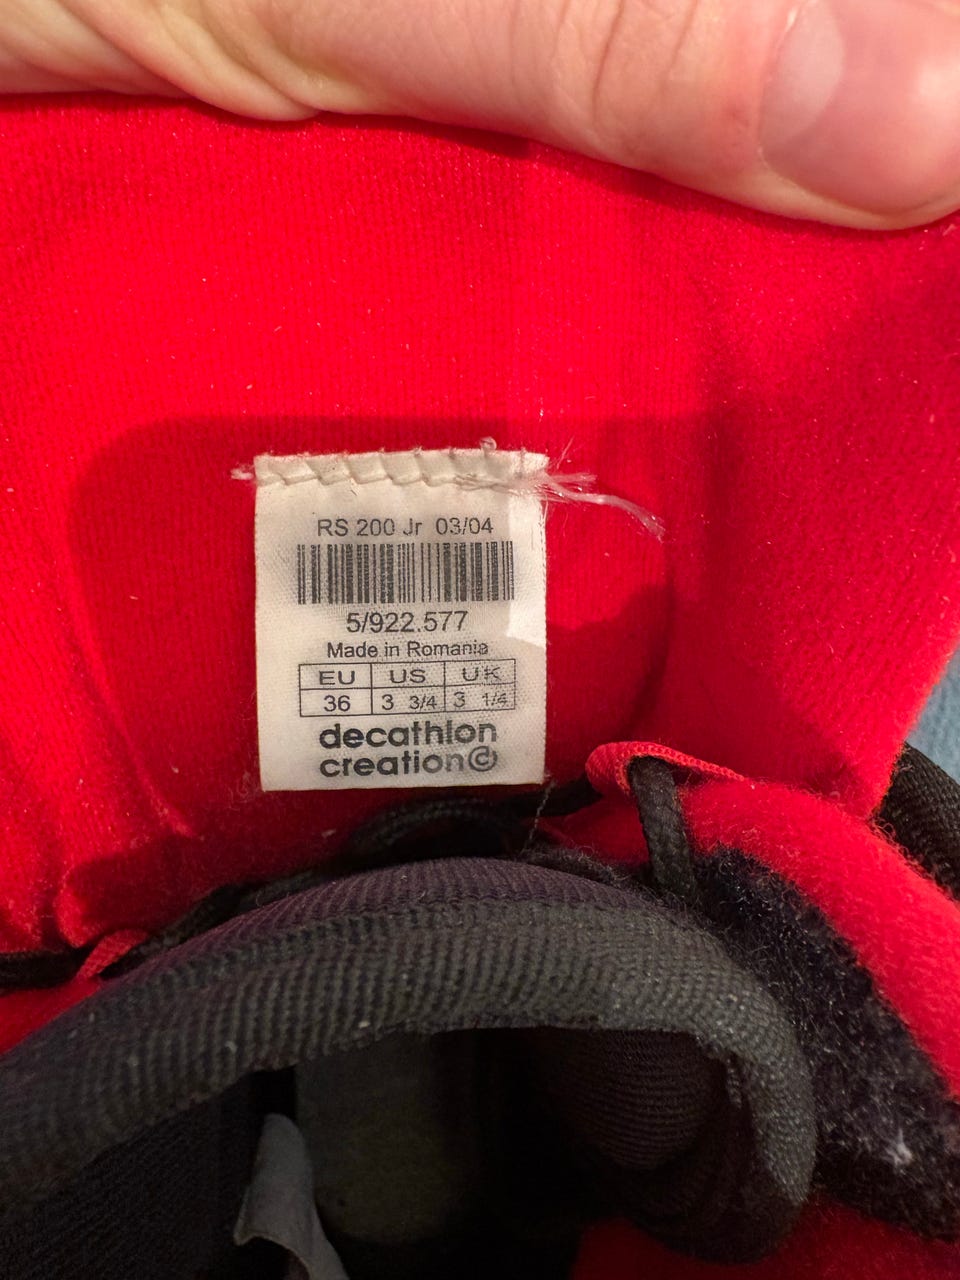 RS 200 Jr 03/04
5/922.577
Made in Romania
EU US UK
36 3 3/4 3 1/4
decathlon
creation©